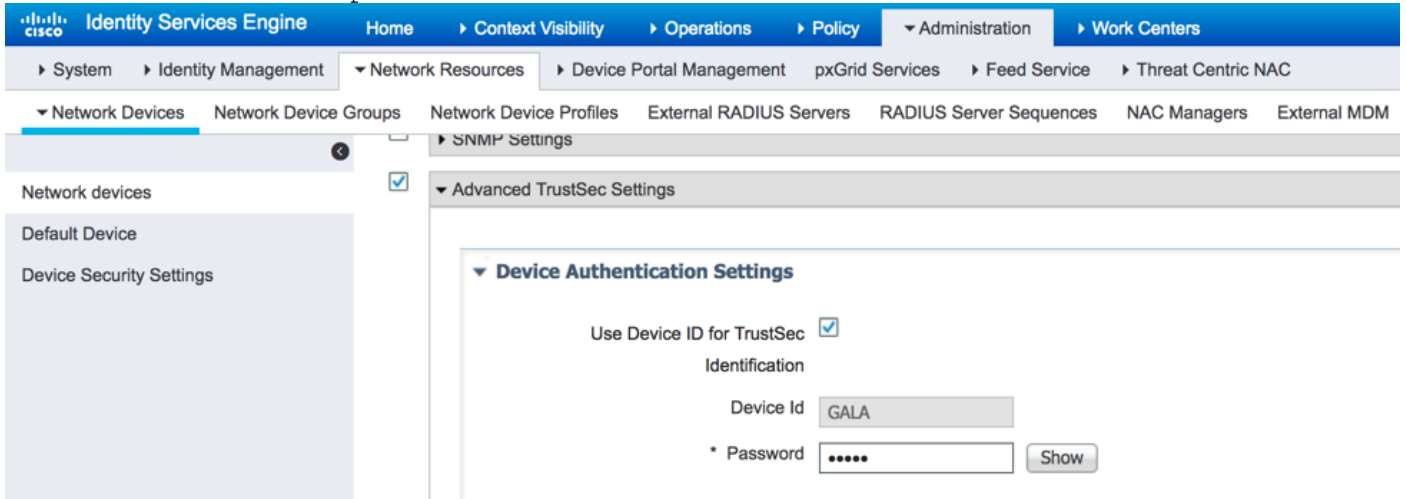 cisco Identity Services Engine Home Context Visibility Operations Policy Administration Work Centers
System Identity Management Network Resources Device Portal Management pxGrid Services Feed Service Threat Centric NAC
Network Devices Network Device Groups Network Device Profiles External RADIUS Servers RADIUS Server Sequences NAC Managers External MDM
SNMP Settings
Network devices
Advanced TrustSec Settings
Default Device
Device Security Settings
Device Authentication Settings
Use Device ID for TrustSec
Identification
Device Id GALA
* Password ••••• Show